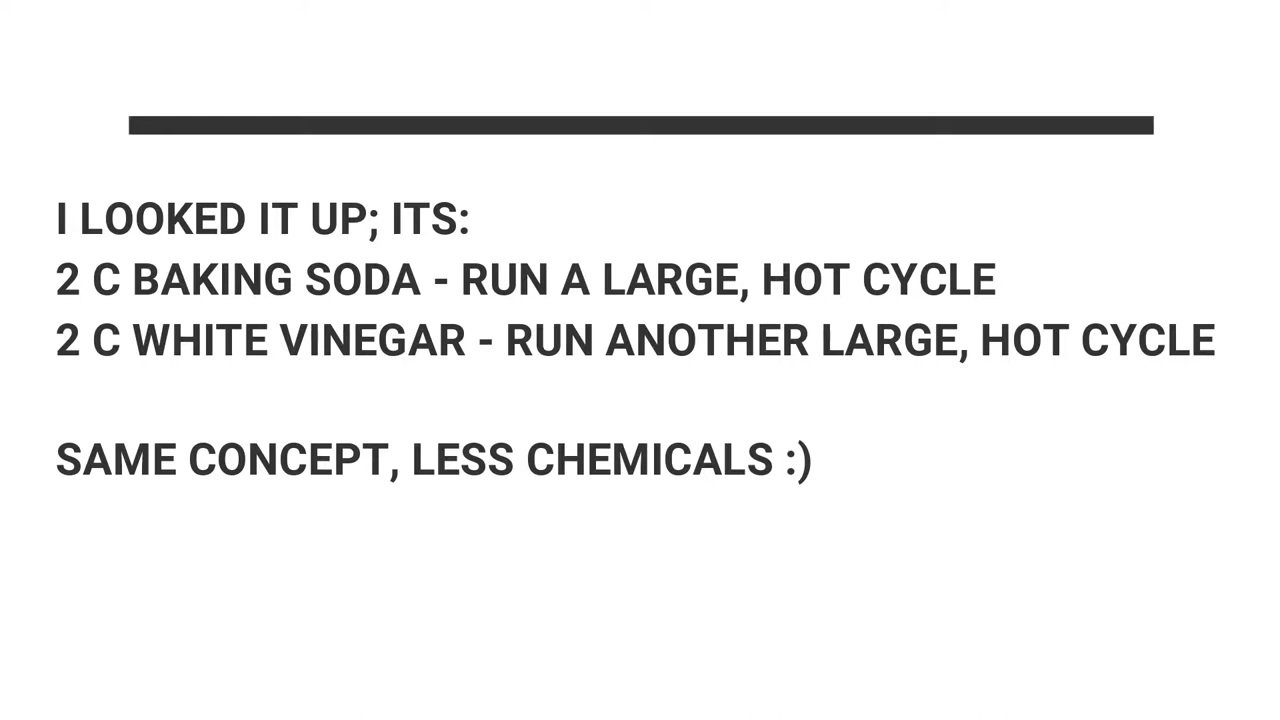 I LOOKED IT UP; ITS:
2 C BAKING SODA - RUN A LARGE, HOT CYCLE
2 C WHITE VINEGAR - RUN ANOTHER LARGE, HOT CYCLE
SAME CONCEPT, LESS CHEMICALS :)